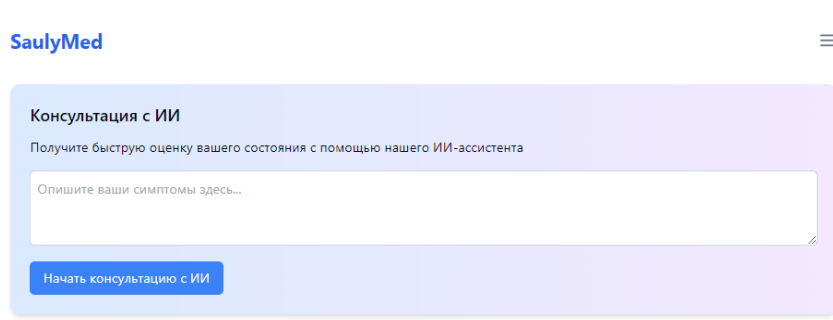 SaulyMed
Консультация с ИИ
Получите быструю оценку вашего состояния с помощью нашего ИИ-ассистента
Опишите ваши симптомы здесь...
Начать консультацию с ИИ